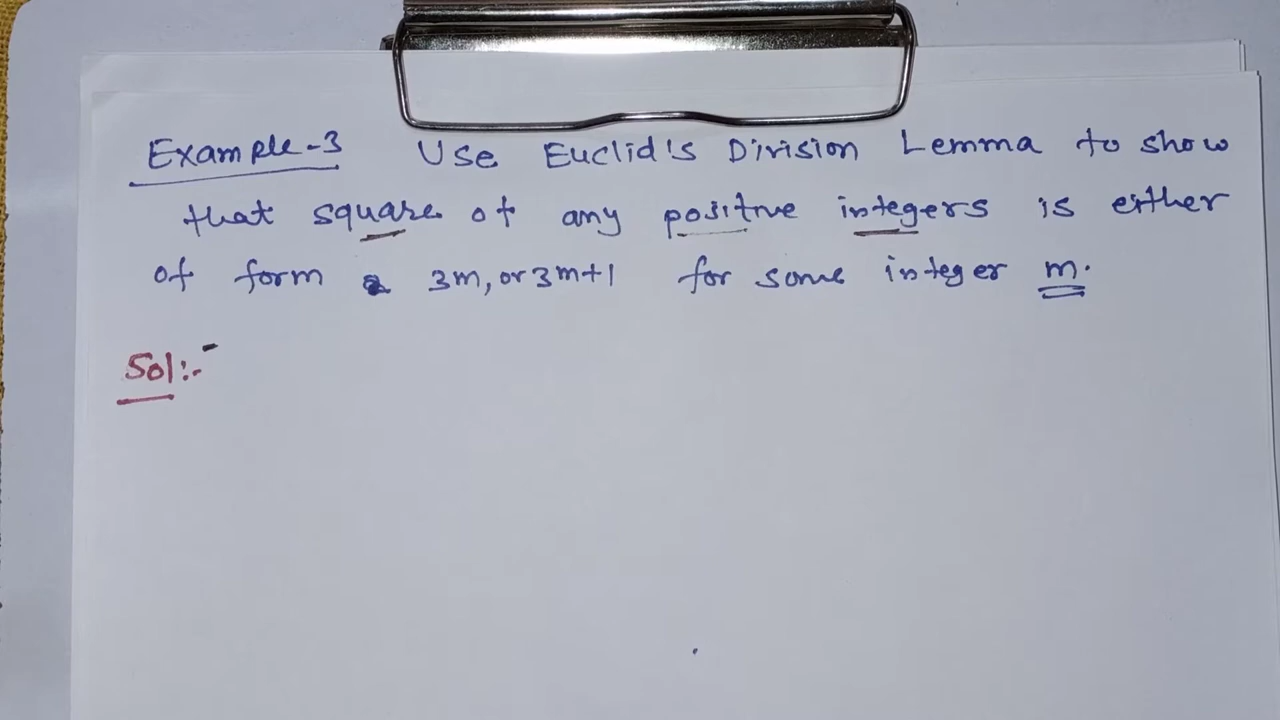 Example-3 Use Euclid's Division Lemma to show
that square of any positive integers is either
of form 3m, or 3m+1 for some integer m.
Sol:-